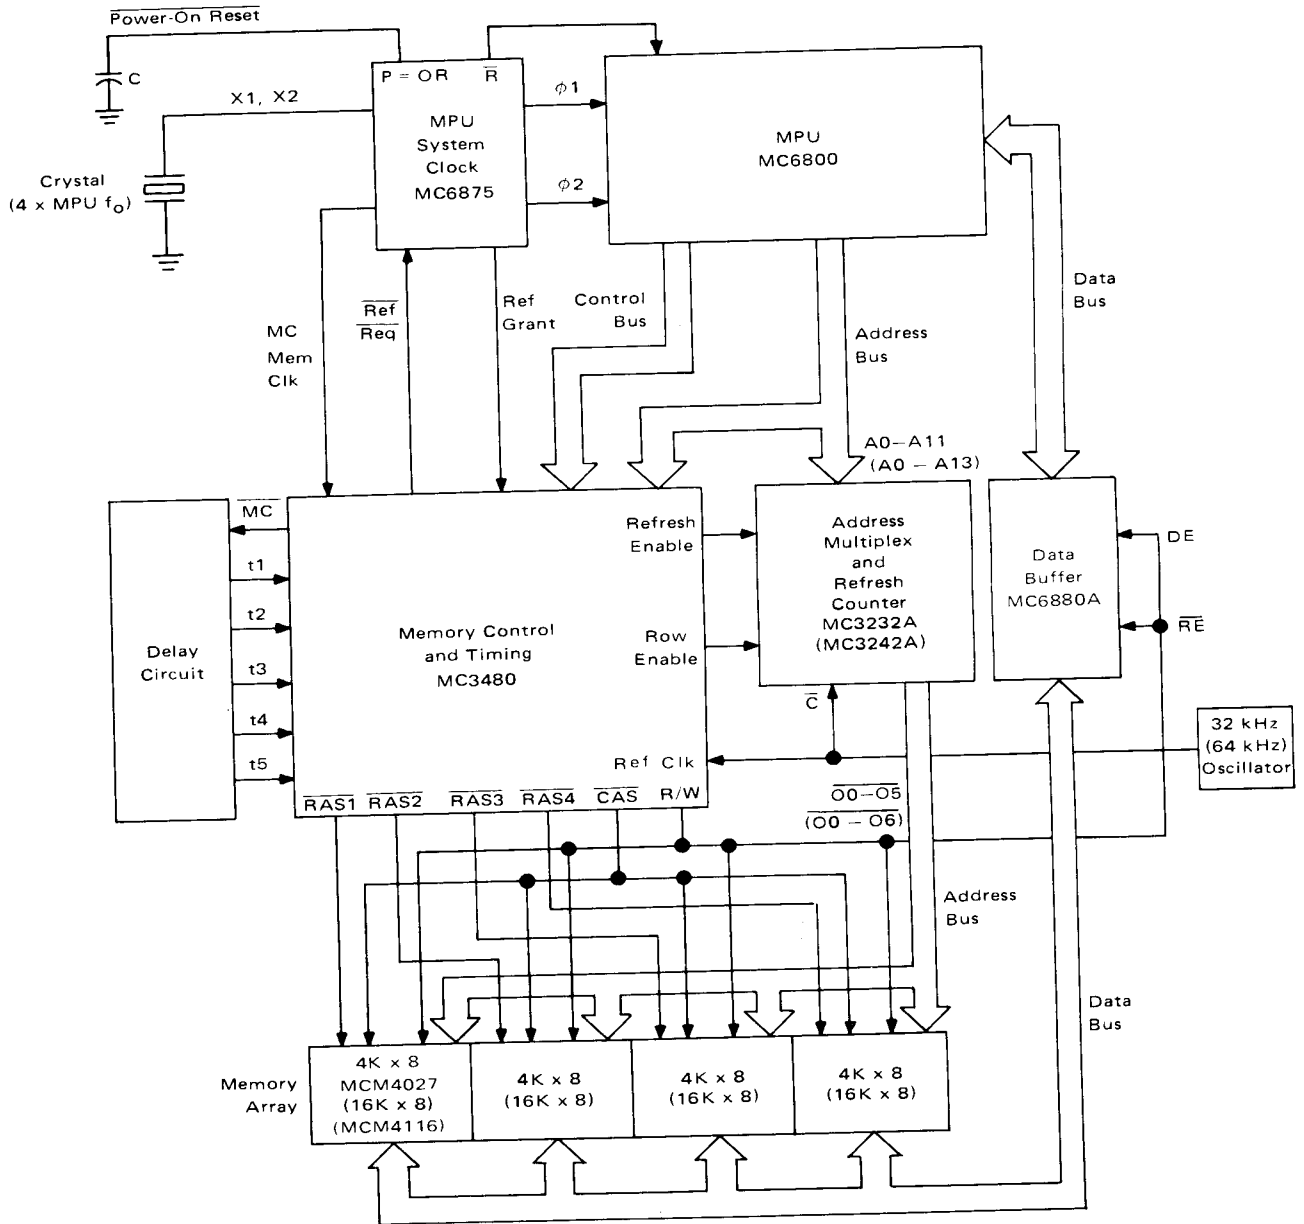 Power-On Reset
C
X1, X2
Crystal
(4 x MPU fo)
P = OR R
MPU
System
Clock
MC6875
ϕ1
ϕ2
MPU
MC6800
MC
Mem
Clk
Ref
Req
Ref
Grant
Control
Bus
Address
Bus
Data
Bus
A0–A11
(A0 – A13)
MC
t1
t2
t3
t4
t5
Delay
Circuit
Memory Control
and Timing
MC3480
Refresh
Enable
Row
Enable
Ref Clk
RAS1 RAS2 RAS3 RAS4 CAS R/W
Address
Multiplex
and
Refresh
Counter
MC3232A
(MC3242A)
C
Data
Buffer
MC6880A
DE
RE
32 kHz
(64 kHz)
Oscillator
O0–O5
(O0 – O6)
Address
Bus
Data
Bus
Memory
Array
4K x 8
MCM4027
(16K x 8)
(MCM4116)
4K x 8
(16K x 8)
4K x 8
(16K x 8)
4K x 8
(16K x 8)